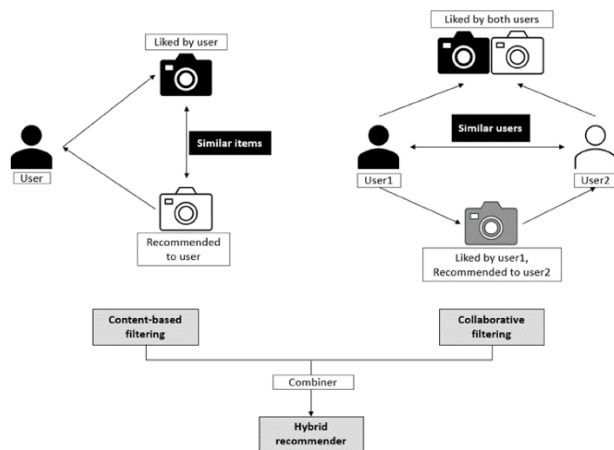 Liked by user
Similar items
User
Recommended
to user
Liked by both users
Similar users
User1
User2
Liked by user1,
Recommended to user2
Content-based
filtering
Collaborative
filtering
Combiner
Hybrid
recommender